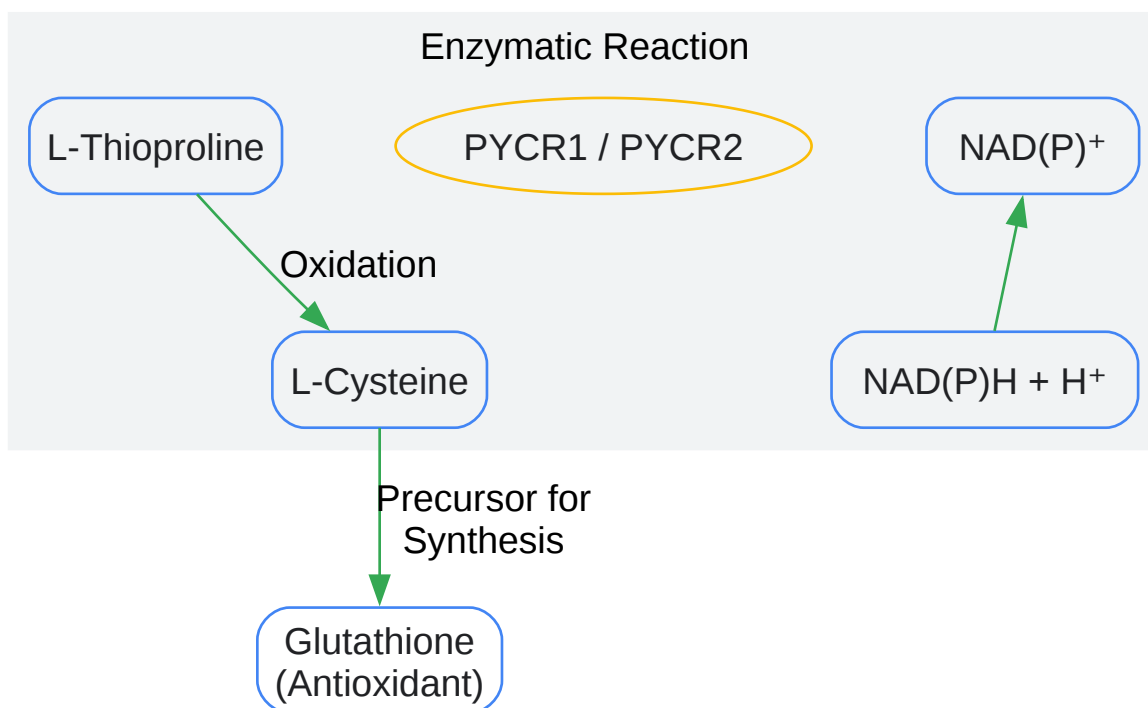 Enzymatic Reaction
L-Thioproline
PYCR1 / PYCR2
NAD(P)⁺
Oxidation
L-Cysteine
NAD(P)H + H⁺
Precursor for
Synthesis
Glutathione
(Antioxidant)